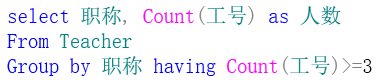 select 职称, Count(工号) as 人数
From Teacher
Group by 职称 having Count(工号)>=3